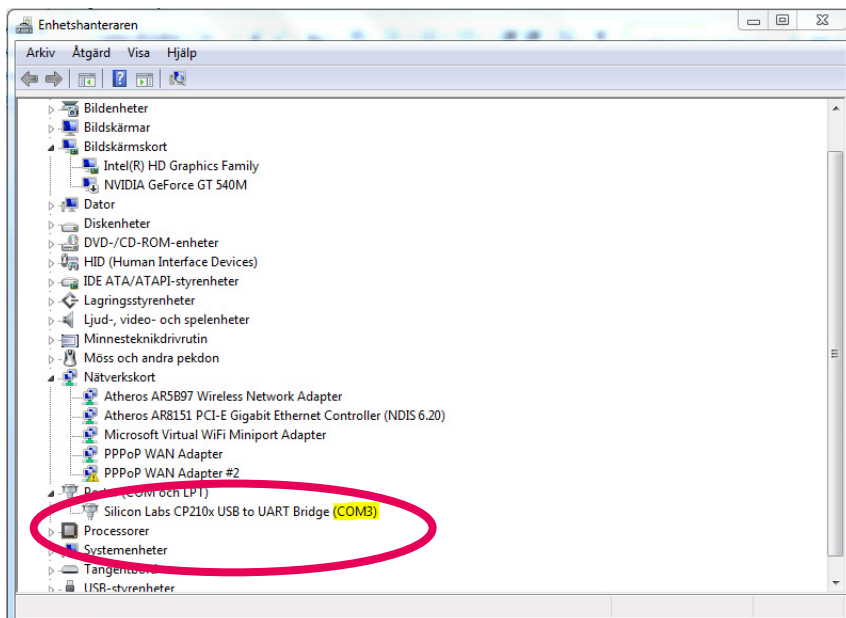 Enhetshanteraren
Arkiv Åtgärd Visa Hjälp
Bildenheter
Bildskärmar
Bildskärmskort
Intel(R) HD Graphics Family
NVIDIA GeForce GT 540M
Dator
Diskenheter
DVD-/CD-ROM-enheter
HID (Human Interface Devices)
IDE ATA/ATAPI-styrenheter
Lagringsstyrenheter
Ljud-, video- och spelenheter
Minnesteknikdrivrutin
Möss och andra pekdon
Nätverkskort
Atheros AR5B97 Wireless Network Adapter
Atheros AR8151 PCI-E Gigabit Ethernet Controller (NDIS 6.20)
Microsoft Virtual WiFi Miniport Adapter
PPPoP WAN Adapter
PPPoP WAN Adapter #2
Portar (COM och LPT)
Silicon Labs CP210x USB to UART Bridge (COM3)
Processorer
Systemenheter
Tangentbord
USB-styrenheter